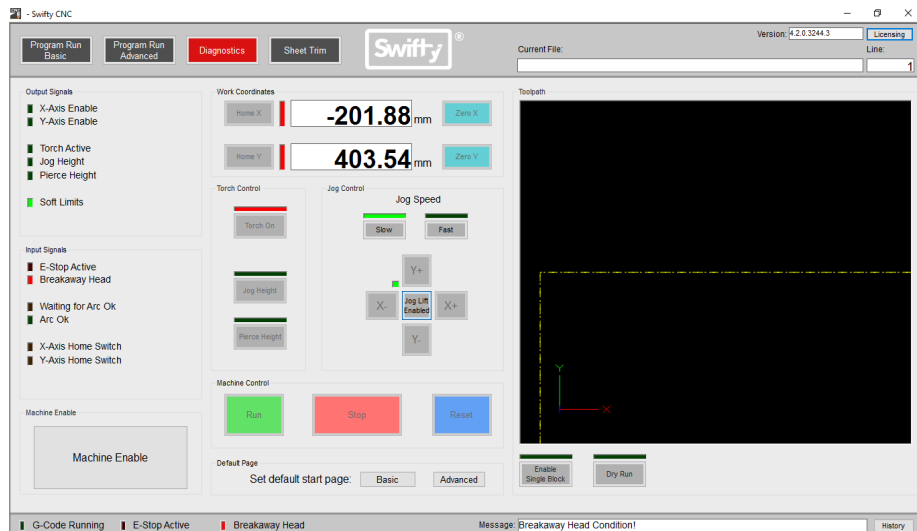 - Swifty CNC
Program Run Basic
Program Run Advanced
Diagnostics
Sheet Trim
Swifty®
Current File:
Version: 4.2.0.3244.3
Licensing
Line:
1
Output Signals
X-Axis Enable
Y-Axis Enable
Torch Active
Jog Height
Pierce Height
Soft Limits
Input Signals
E-Stop Active
Breakaway Head
Waiting for Arc Ok
Arc Ok
X-Axis Home Switch
Y-Axis Home Switch
Machine Enable
Machine Enable
Work Coordinates
Home X
-201.88 mm
Zero X
Home Y
403.54 mm
Zero Y
Torch Control
Torch On
Jog Height
Pierce Height
Jog Control
Jog Speed
Slow
Fast
Y+
X-
Jog Lift Enabled
X+
Y-
Machine Control
Run
Stop
Reset
Default Page
Set default start page:
Basic
Advanced
Toolpath
Y
X
Enable Single Block
Dry Run
G-Code Running
E-Stop Active
Breakaway Head
Message: Breakaway Head Condition!
History